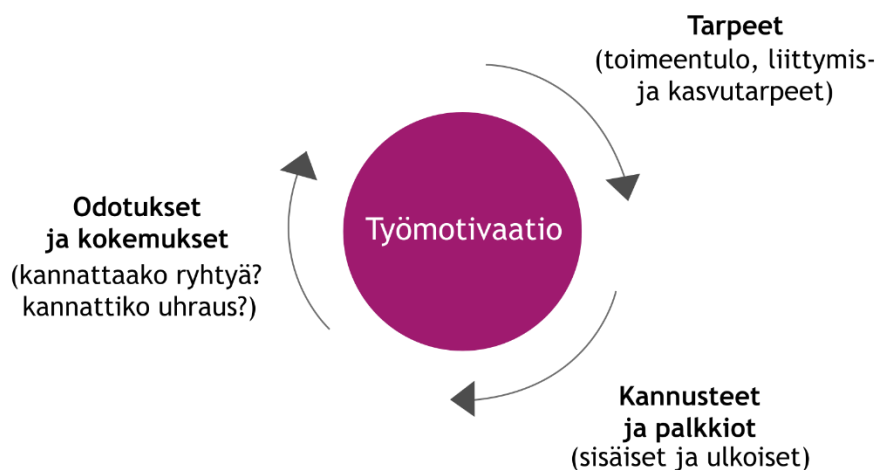 Tarpeet
(toimeentulo, liittymis-
ja kasvutarpeet)
Työmotivaatio
Odotukset
ja kokemukset
(kannattaako ryhtyä?
kannattiko uhraus?)
Kannusteet
ja palkkiot
(sisäiset ja ulkoiset)